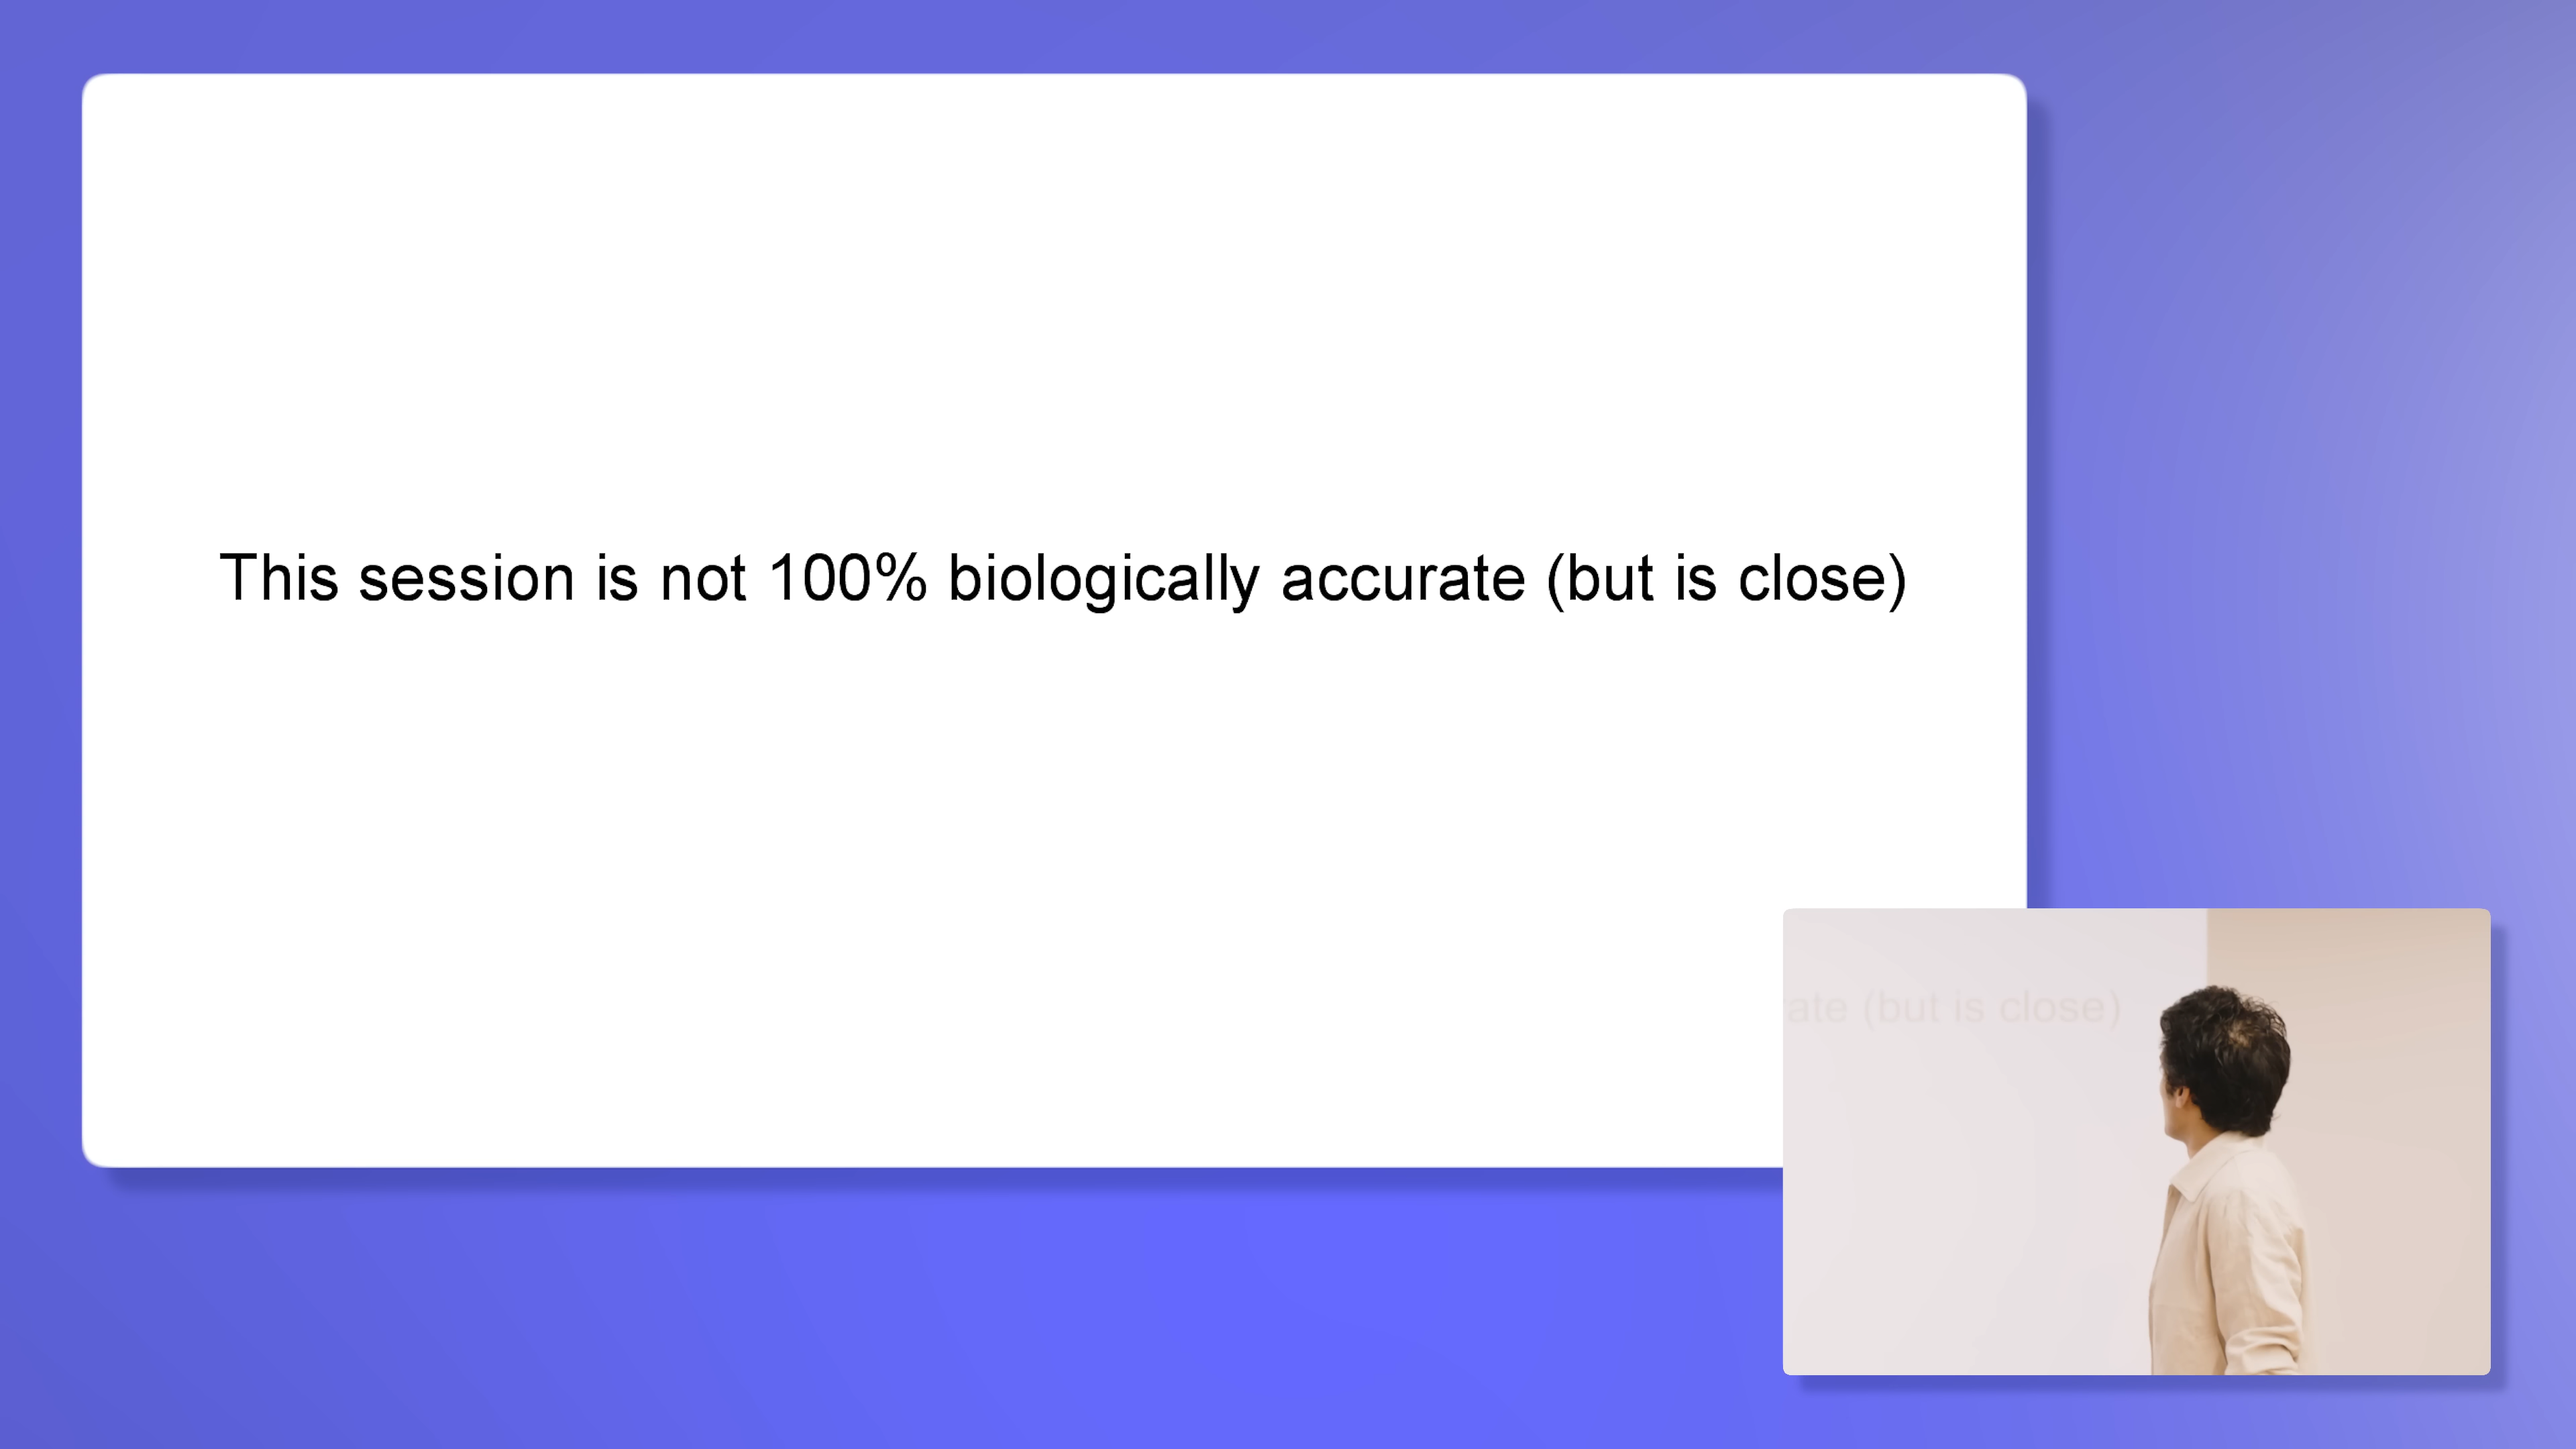 This session is not 100% biologically accurate (but is close)
ate (but is close)